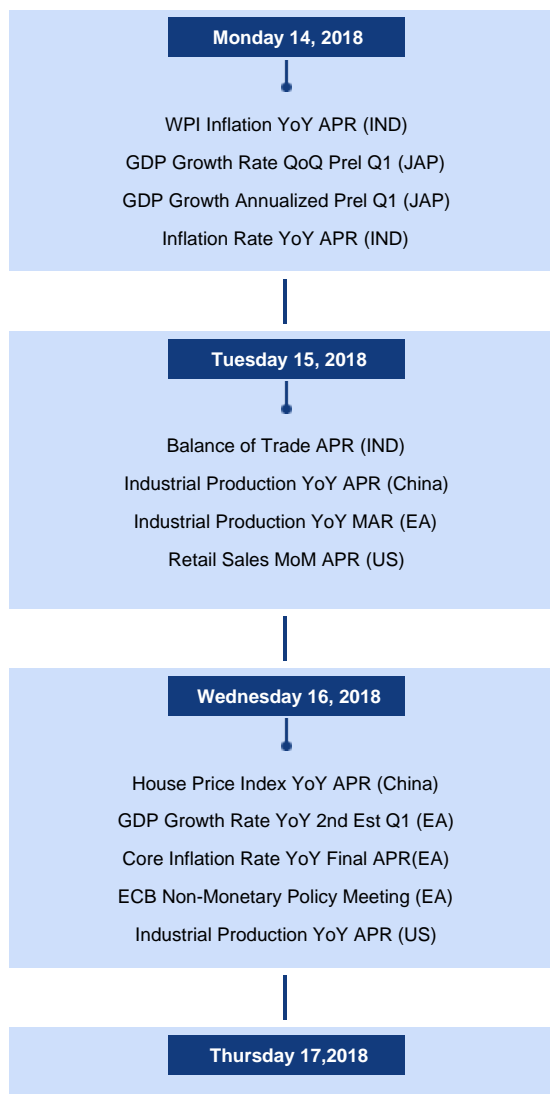 Monday 14, 2018
WPI Inflation YoY APR (IND)
GDP Growth Rate QoQ Prel Q1 (JAP)
GDP Growth Annualized Prel Q1 (JAP)
Inflation Rate YoY APR (IND)
Tuesday 15, 2018
Balance of Trade APR (IND)
Industrial Production YoY APR (China)
Industrial Production YoY MAR (EA)
Retail Sales MoM APR (US)
Wednesday 16, 2018
House Price Index YoY APR (China)
GDP Growth Rate YoY 2nd Est Q1 (EA)
Core Inflation Rate YoY Final APR(EA)
ECB Non-Monetary Policy Meeting (EA)
Industrial Production YoY APR (US)
Thursday 17,2018